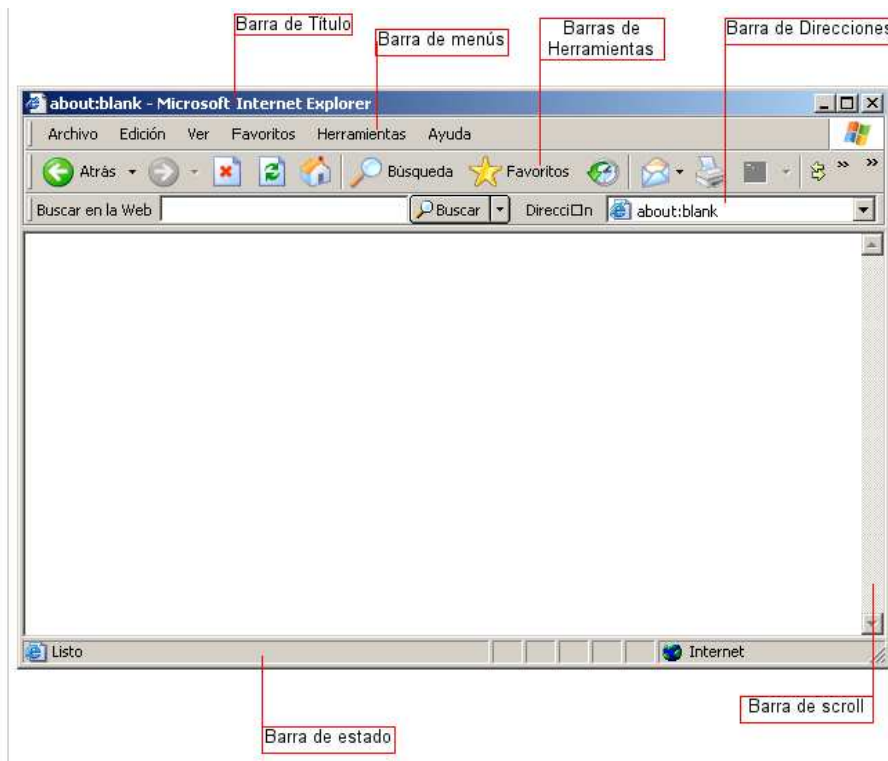 Barra de Título
Barra de menús
Barras de
Herramientas
Barra de Direcciones
about:blank - Microsoft Internet Explorer
Archivo Edición Ver Favoritos Herramientas Ayuda
Atrás Búsqueda Favoritos
Buscar en la Web Buscar Direcci□n about:blank
Listo Internet
Barra de scroll
Barra de estado